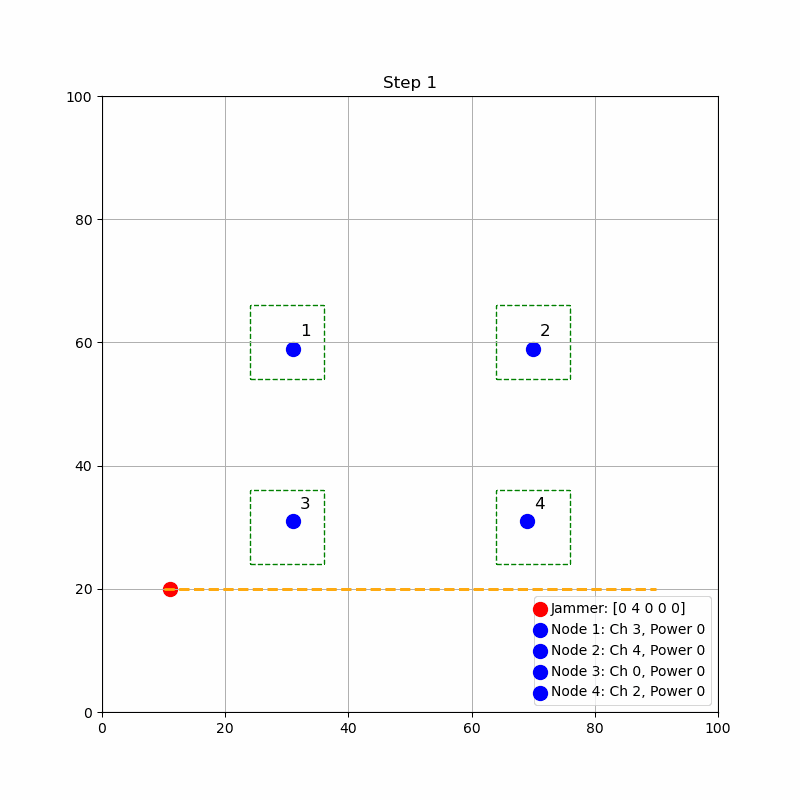 Step 1
100
80
60
40
20
0
1
2
3
4
Jammer: [0 4 0 0 0]
Node 1: Ch 3, Power 0
Node 2: Ch 4, Power 0
Node 3: Ch 0, Power 0
Node 4: Ch 2, Power 0
0 20 40 60 80 100